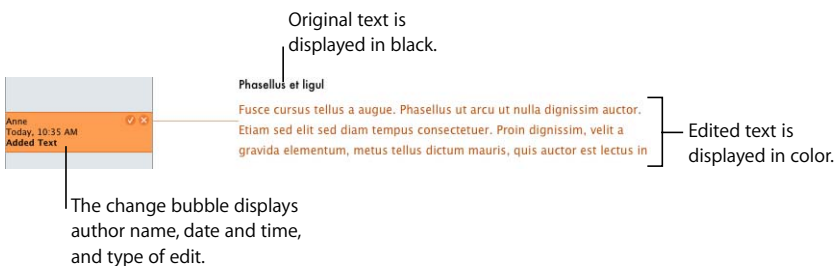 Original text is
displayed in black.
Phasellus et ligul
Fusce cursus tellus a augue. Phasellus ut arcu ut nulla dignissim auctor.
Etiam sed elit sed diam tempus consectetuer. Proin dignissim, velit a
gravida elementum, metus tellus dictum mauris, quis auctor est lectus in
Anne
Today, 10:35 AM
Added Text
Edited text is
displayed in color.
The change bubble displays
author name, date and time,
and type of edit.